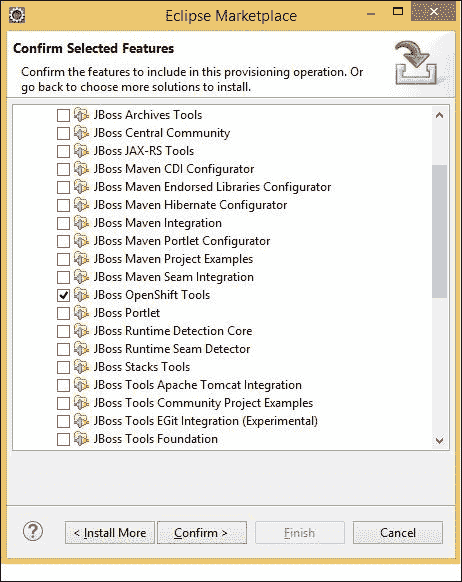 Eclipse Marketplace
Confirm Selected Features
Confirm the features to include in this provisioning operation. Or
go back to choose more solutions to install.
JBoss Archives Tools
JBoss Central Community
JBoss JAX-RS Tools
JBoss Maven CDI Configurator
JBoss Maven Endorsed Libraries Configurator
JBoss Maven Hibernate Configurator
JBoss Maven Integration
JBoss Maven Portlet Configurator
JBoss Maven Project Examples
JBoss Maven Seam Integration
JBoss OpenShift Tools
JBoss Portlet
JBoss Runtime Detection Core
JBoss Runtime Seam Detector
JBoss Stacks Tools
JBoss Tools Apache Tomcat Integration
JBoss Tools Community Project Examples
JBoss Tools EGit Integration (Experimental)
JBoss Tools Foundation
? < Install More Confirm > Finish Cancel